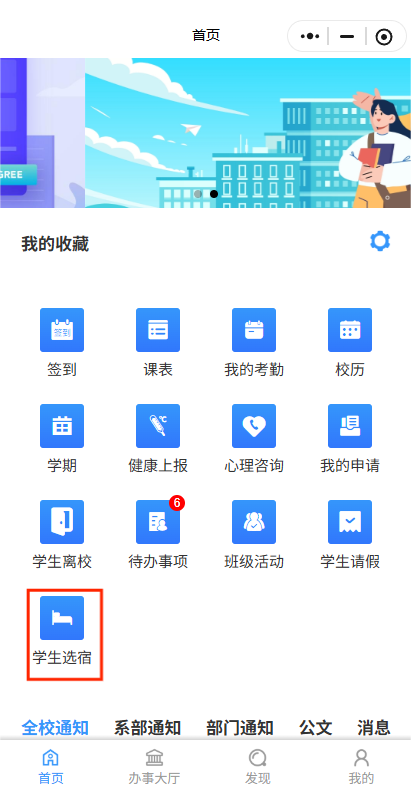 首页
GREE
我的收藏
签到
签到 课表 我的考勤 校历
学期 健康上报 心理咨询 我的申请
6
学生离校 待办事项 班级活动 学生请假
学生选宿
全校通知 系部通知 部门通知 公文 消息
首页 办事大厅 发现 我的